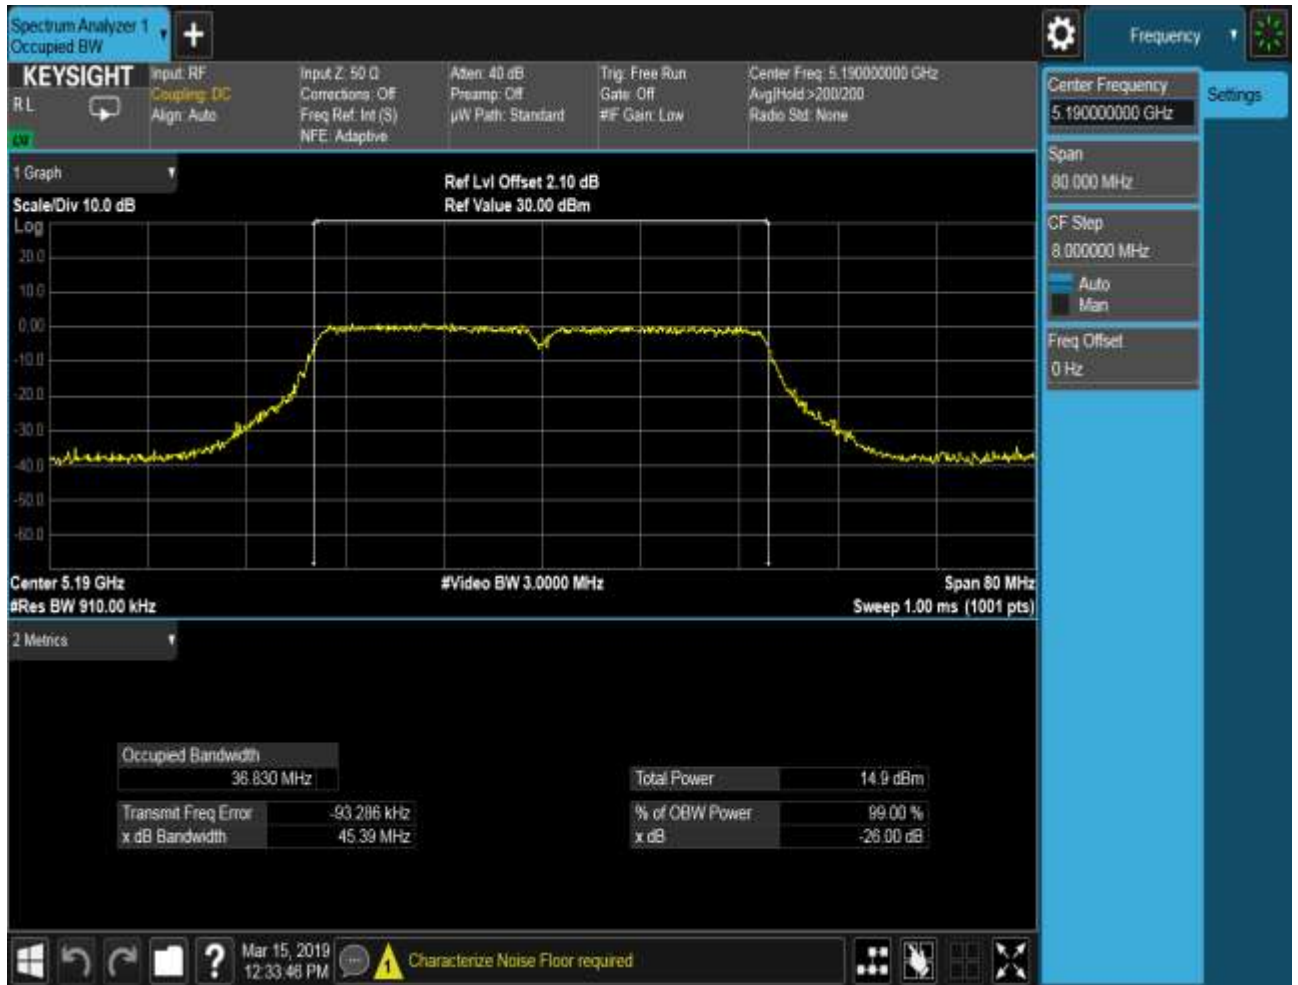 Spectrum Analyzer 1
Occupied BW
Frequency
KEYSIGHT
R L
Input: RF
Coupling: DC
Align: Auto
Input Z: 50 Ω
Corrections: Off
Freq Ref: Int (S)
NFE: Adaptive
Atten: 40 dB
Preamp: Off
µW Path: Standard
Trig: Free Run
Gate: Off
#IF Gain: Low
Center Freq: 5.190000000 GHz
Avg|Hold:>200/200
Radio Std: None
Center Frequency
5.190000000 GHz
Settings
Span
80.000 MHz
CF Step
8.000000 MHz
Auto
Man
Freq Offset
0 Hz
1 Graph
Scale/Div 10.0 dB
Ref Lvl Offset 2.10 dB
Ref Value 30.00 dBm
Log
20.0
10.0
0.00
-10.0
-20.0
-30.0
-40.0
-50.0
-60.0
Center 5.19 GHz
#Video BW 3.0000 MHz
Span 80 MHz
#Res BW 910.00 kHz
Sweep 1.00 ms (1001 pts)
2 Metrics
Occupied Bandwidth
36.830 MHz
Total Power 14.9 dBm
Transmit Freq Error -93.286 kHz
% of OBW Power 99.00 %
x dB Bandwidth 45.39 MHz
x dB -26.00 dB
?
Mar 15, 2019
12:33:46 PM
1
Characterize Noise Floor required